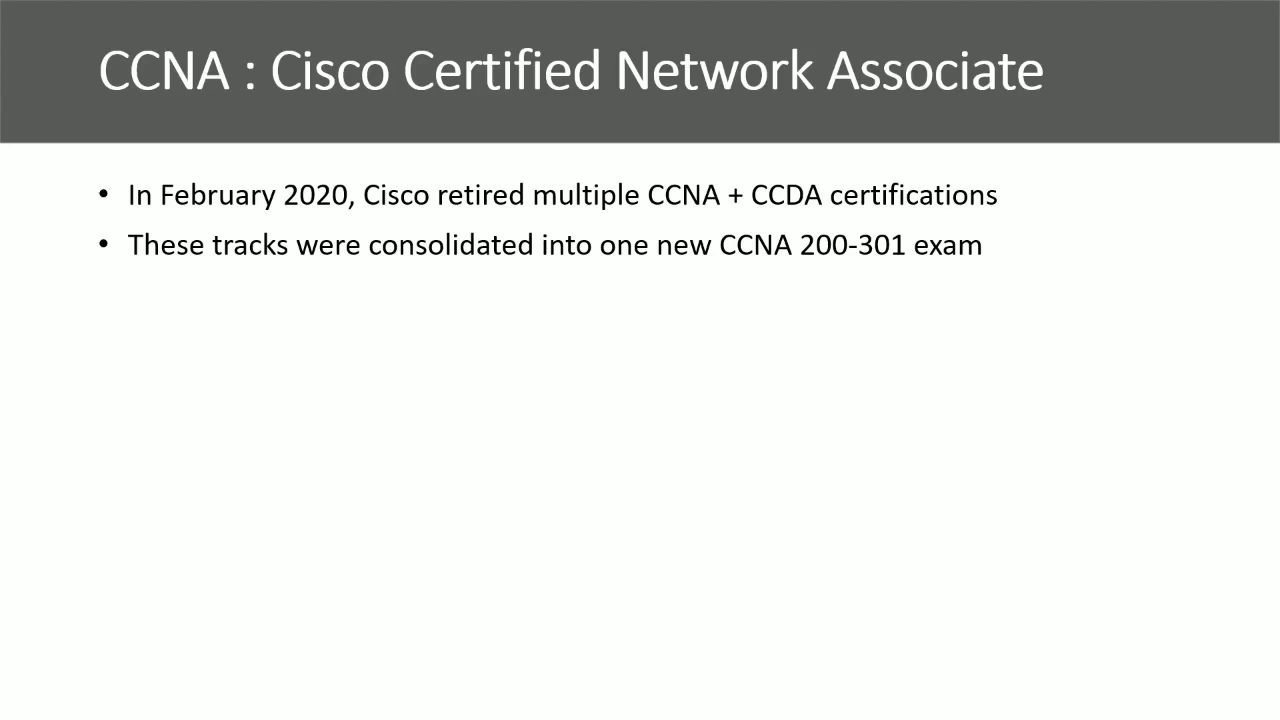 CCNA : Cisco Certified Network Associate
• In February 2020, Cisco retired multiple CCNA + CCDA certifications
• These tracks were consolidated into one new CCNA 200-301 exam